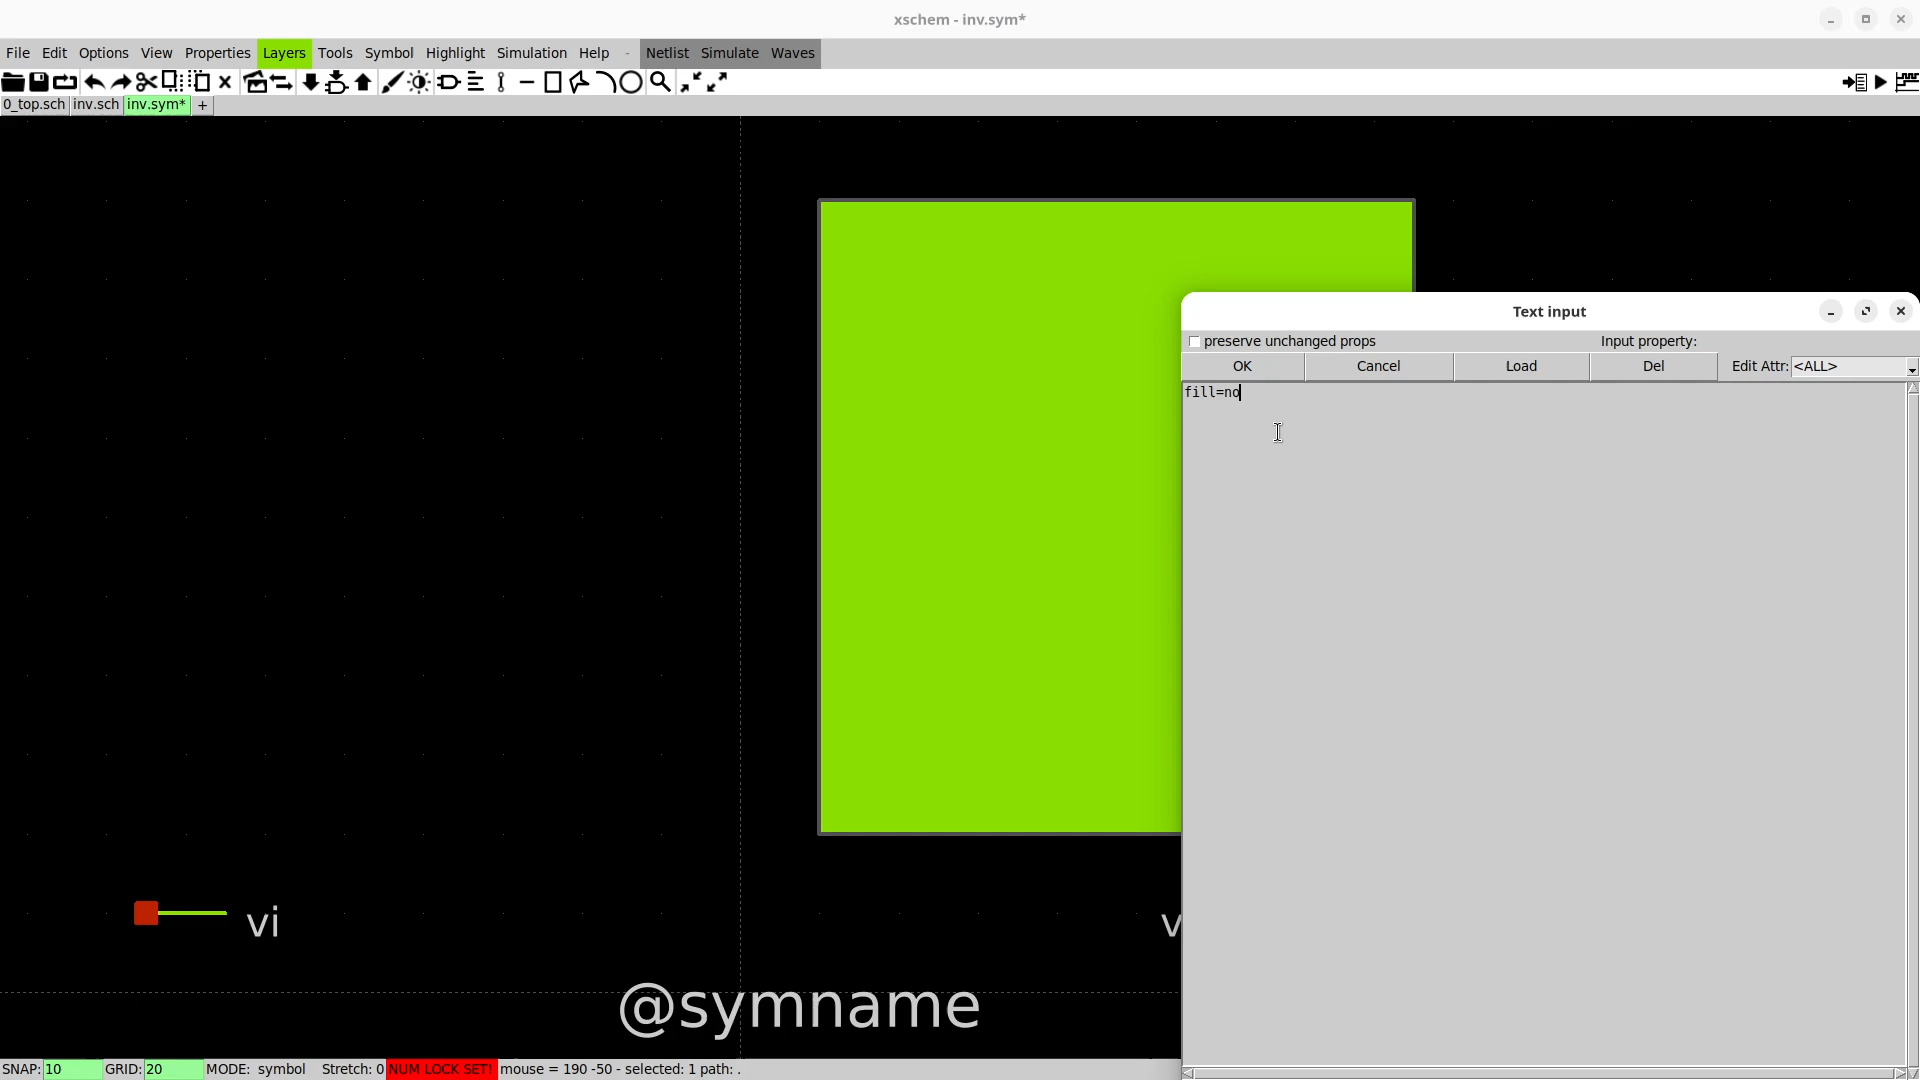 xschem - inv.sym*
File Edit Options View Properties Layers Tools Symbol Highlight Simulation Help - Netlist Simulate Waves
0_top.sch inv.sch inv.sym* +
Text input
preserve unchanged props Input property:
OK Cancel Load Del Edit Attr: <ALL>
fill=no
vi
v
@symname
SNAP: 10 GRID: 20 MODE: symbol Stretch: 0 NUM LOCK SET! mouse = 190 -50 - selected: 1 path: .